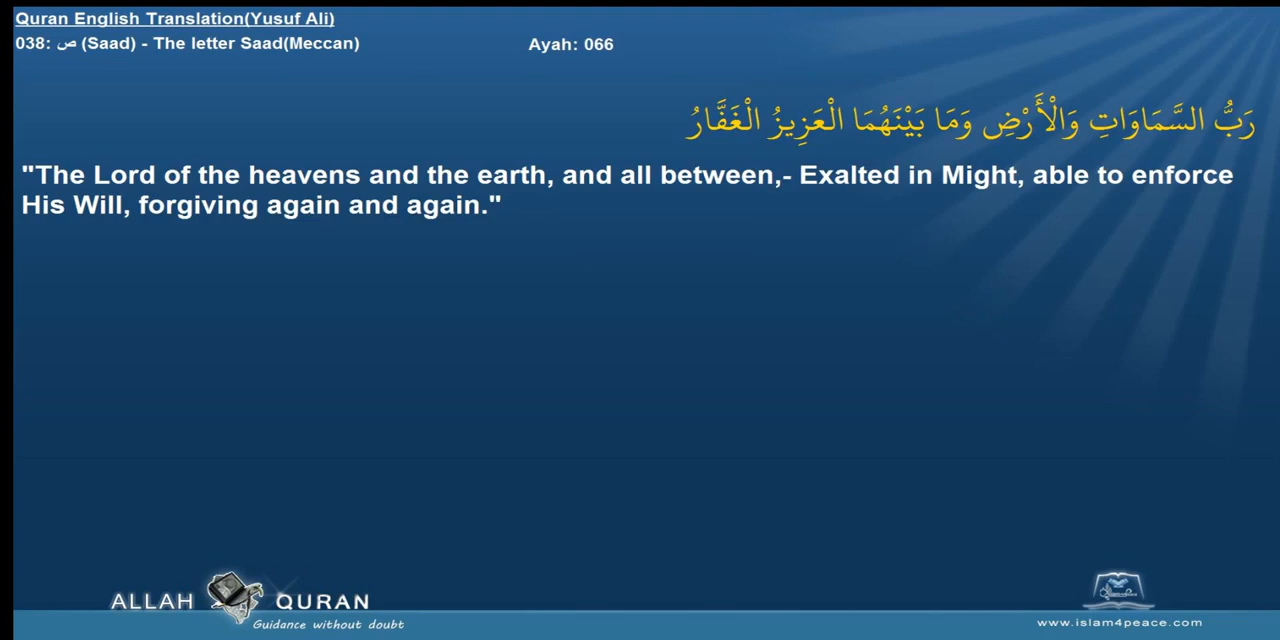 Quran English Translation(Yusuf Ali)
038: ص (Saad) - The letter Saad(Meccan) Ayah: 066
رَبُّ السَّمَاوَاتِ وَالْأَرْضِ وَمَا بَيْنَهُمَا الْعَزِيزُ الْغَفَّارُ
"The Lord of the heavens and the earth, and all between,- Exalted in Might, able to enforce
His Will, forgiving again and again."
ALLAH QURAN
Guidance without doubt
www.islam4peace.com